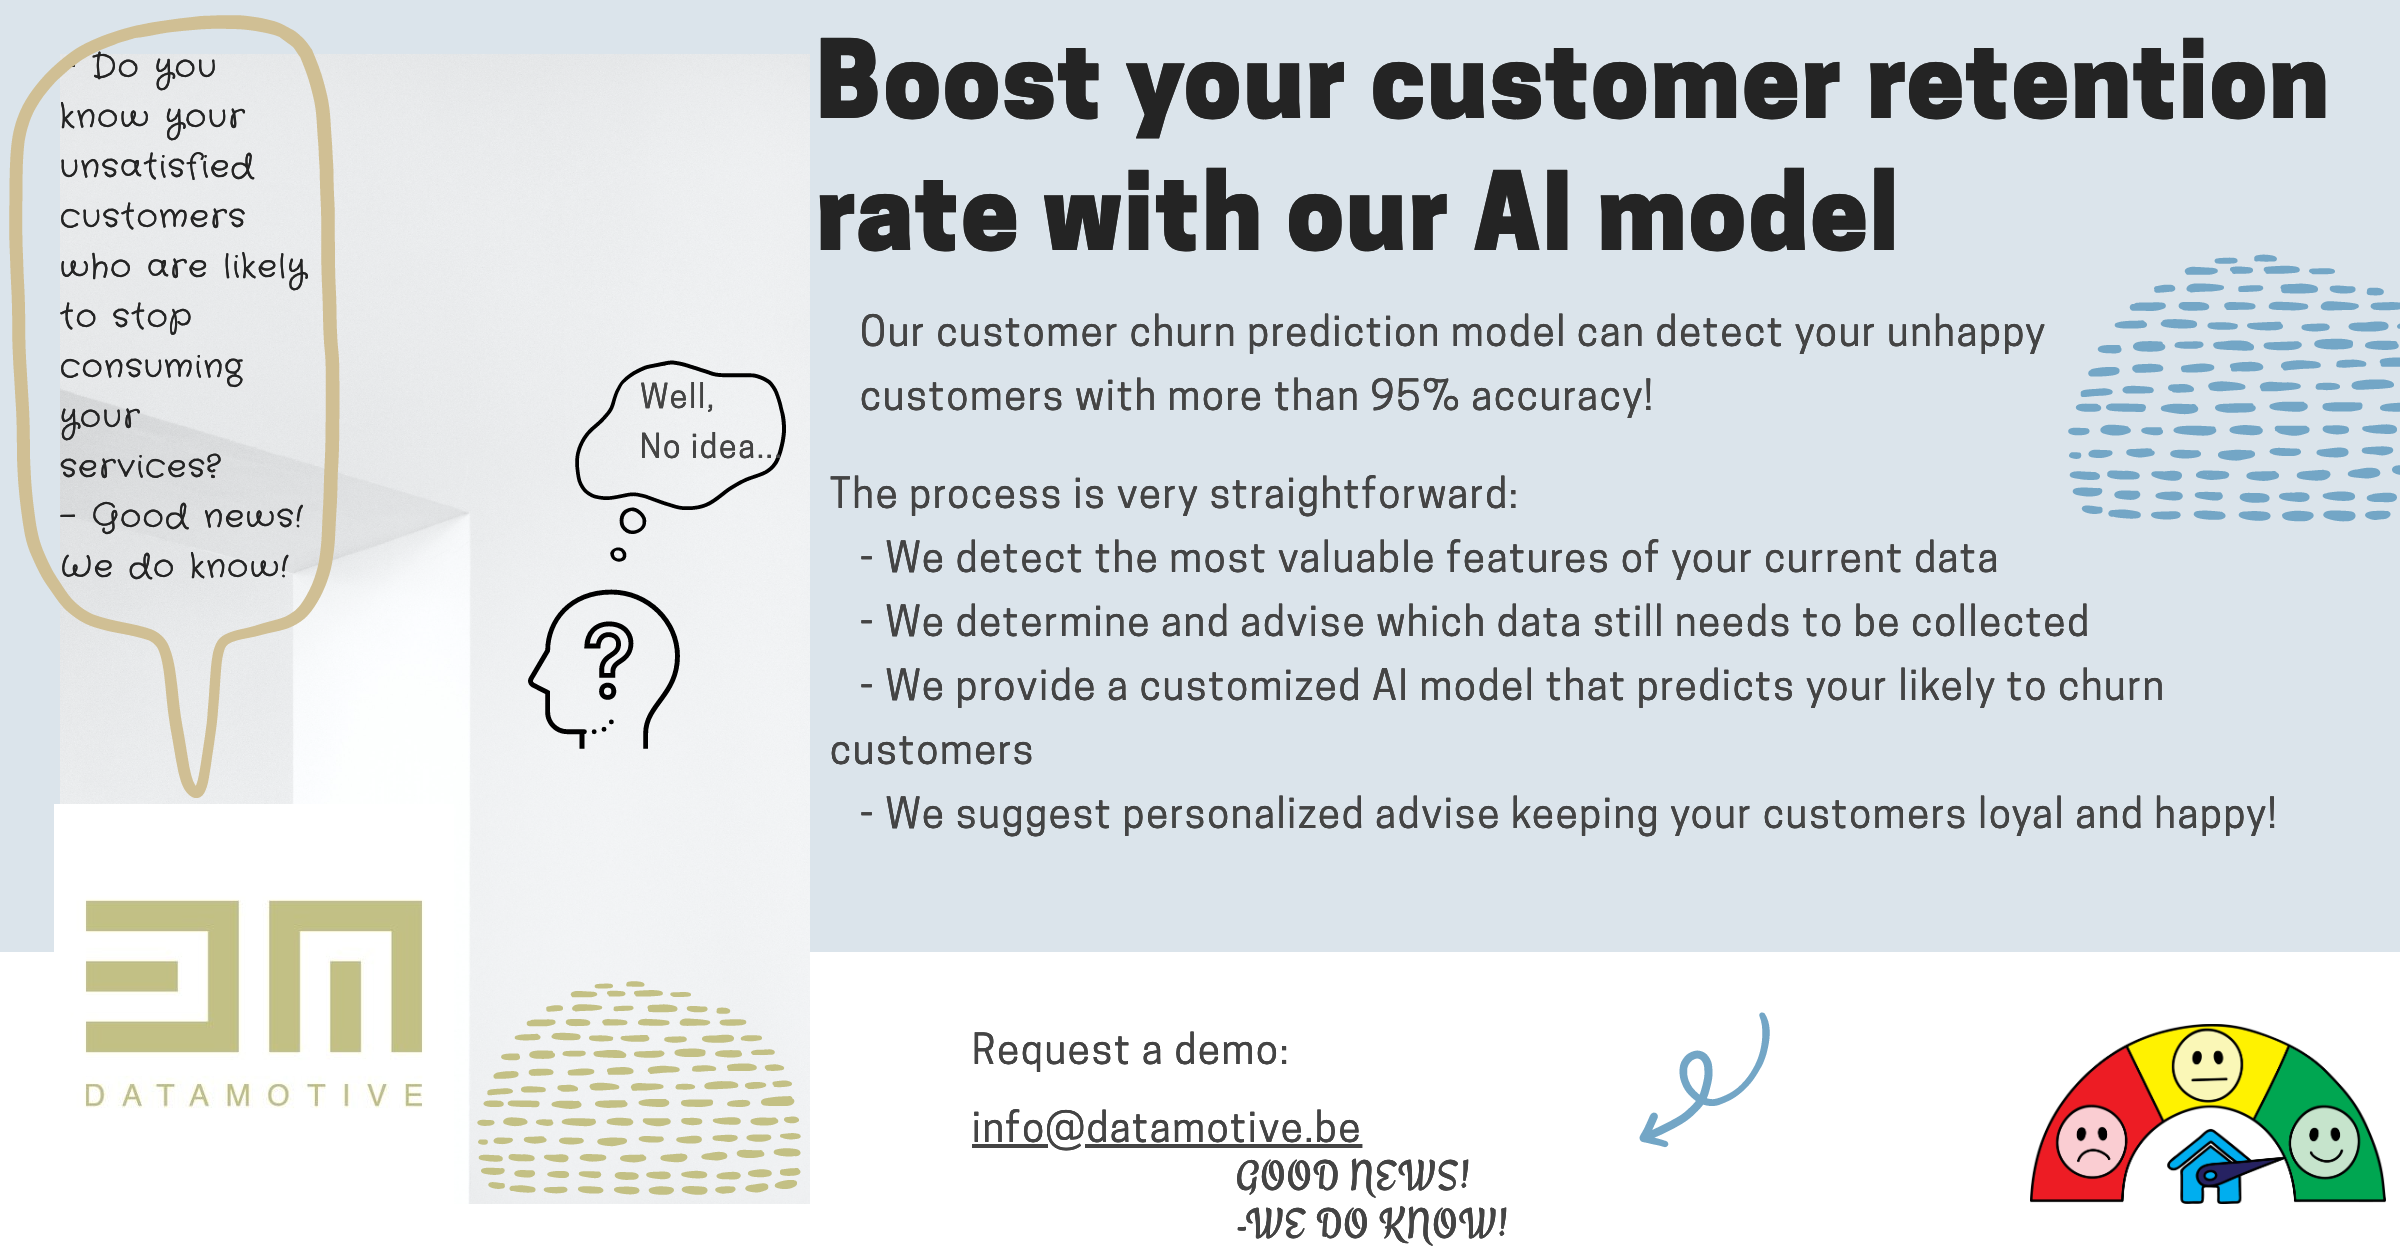 - Do you
know your
unsatisfied
customers
who are likely
to stop
consuming
your
services?
- Good news!
We do know!
Well,
No idea...
?
DATAMOTIVE
Boost your customer retention
rate with our AI model
Our customer churn prediction model can detect your unhappy
customers with more than 95% accuracy!
The process is very straightforward:
- We detect the most valuable features of your current data
- We determine and advise which data still needs to be collected
- We provide a customized AI model that predicts your likely to churn
customers
- We suggest personalized advise keeping your customers loyal and happy!
Request a demo:
info@datamotive.be
GOOD NEWS!
-WE DO KNOW!